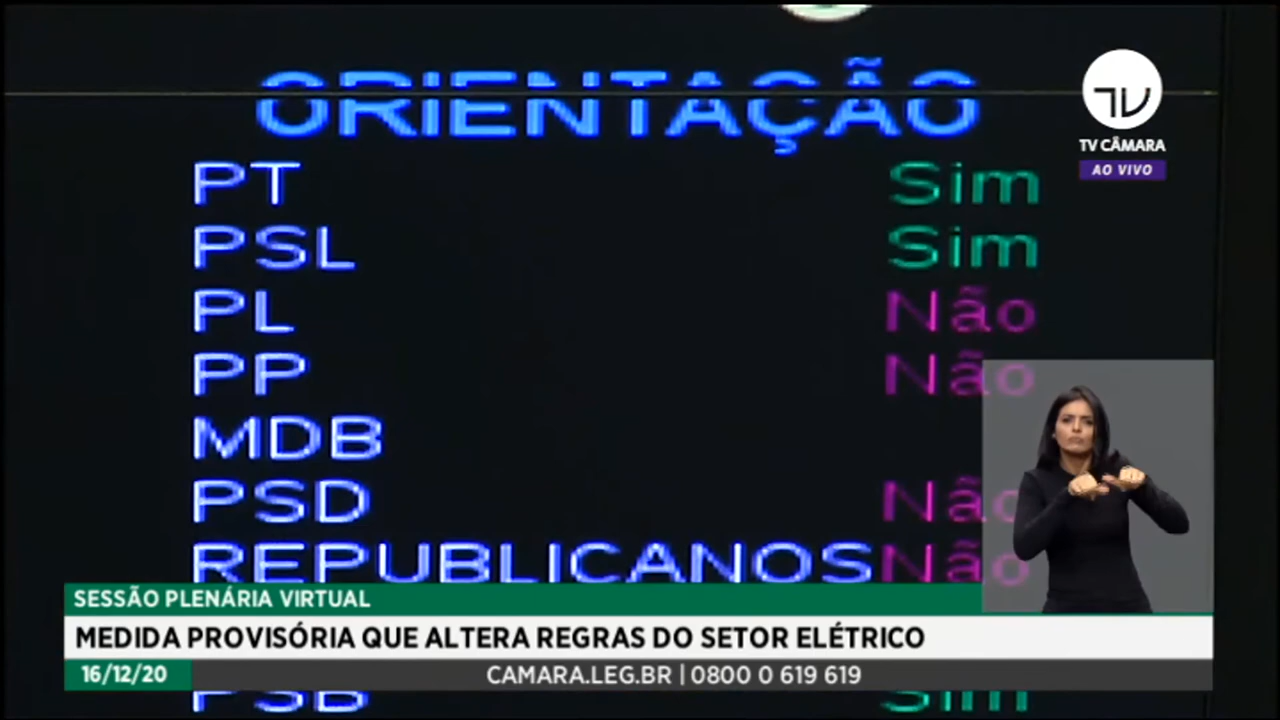 ORIENTAÇÃO
TV CÂMARA
AO VIVO
PT Sim
PSL Sim
PL Não
PP Não
MDB
PSD Não
REPUBLICANOS Não
SESSÃO PLENÁRIA VIRTUAL
MEDIDA PROVISÓRIA QUE ALTERA REGRAS DO SETOR ELÉTRICO
16/12/20 CAMARA.LEG.BR | 0800 0 619 619
PSB Sim